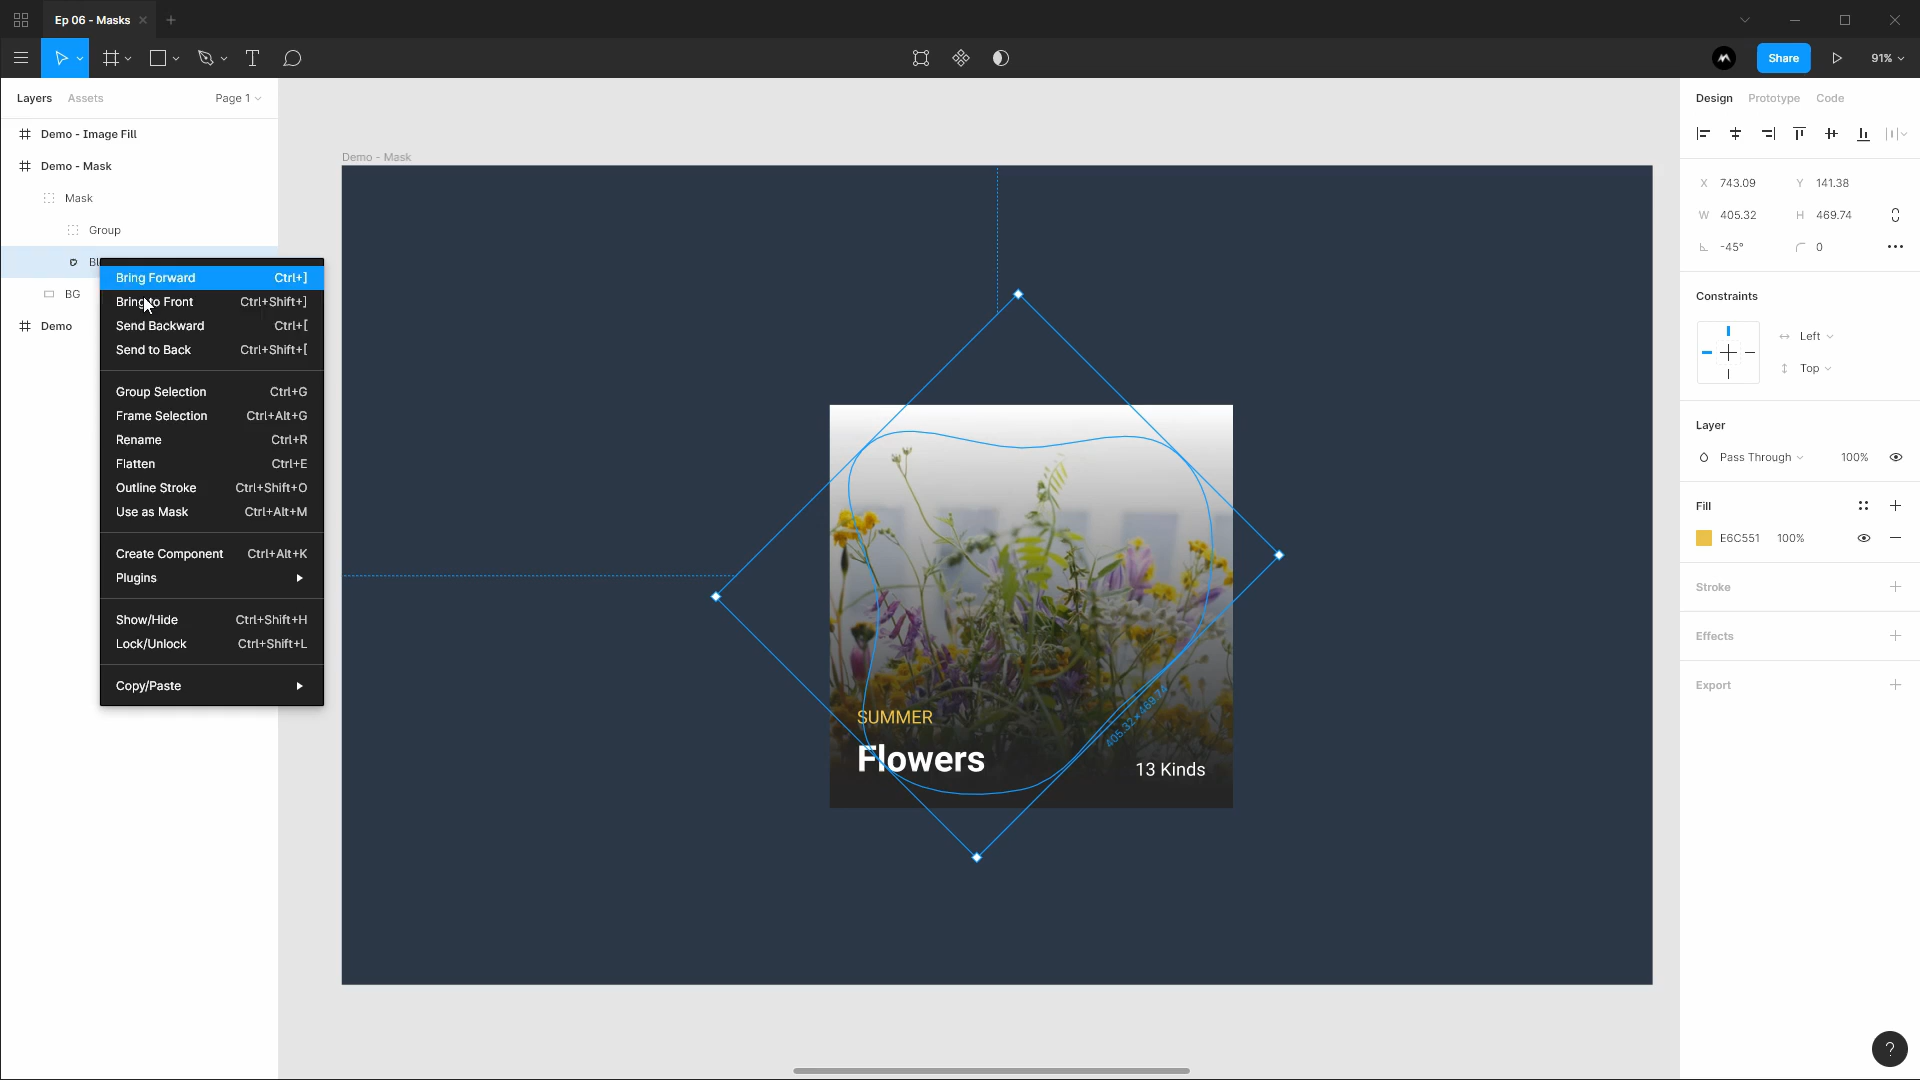 Ep 06 - Masks
Share
91%
Layers
Assets
Page 1
Demo - Image Fill
Demo - Mask
Mask
Group
BG
Demo
Bring Forward Ctrl+]
Bring to Front Ctrl+Shift+]
Send Backward Ctrl+[
Send to Back Ctrl+Shift+[
Group Selection Ctrl+G
Frame Selection Ctrl+Alt+G
Rename Ctrl+R
Flatten Ctrl+E
Outline Stroke Ctrl+Shift+O
Use as Mask Ctrl+Alt+M
Create Component Ctrl+Alt+K
Plugins
Show/Hide Ctrl+Shift+H
Lock/Unlock Ctrl+Shift+L
Copy/Paste
Demo - Mask
SUMMER
Flowers
13 Kinds
405.32×469.74
Design
Prototype
Code
X 743.09 Y 141.38
W 405.32 H 469.74
-45° 0
Constraints
Left
Top
Layer
Pass Through 100%
Fill
E6C551 100%
Stroke
Effects
Export
?